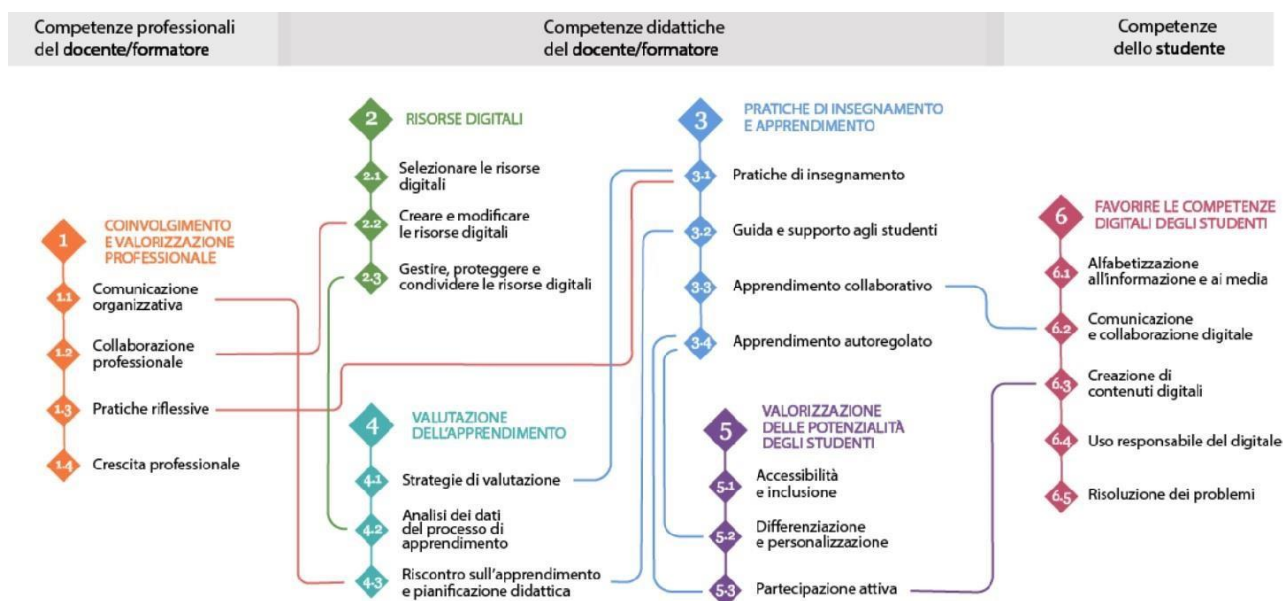 Competenze professionali
del docente/formatore
Competenze didattiche
del docente/formatore
Competenze
dello studente
1
COINVOLGIMENTO
E VALORIZZAZIONE
PROFESSIONALE
1.1
Comunicazione
organizzativa
1.2
Collaborazione
professionale
1.3
Pratiche riflessive
1.4
Crescita professionale
2
RISORSE DIGITALI
2.1
Selezionare le risorse
digitali
2.2
Creare e modificare
le risorse digitali
2.3
Gestire, proteggere e
condividere le risorse digitali
3
PRATICHE DI INSEGNAMENTO
E APPRENDIMENTO
3.1
Pratiche di insegnamento
3.2
Guida e supporto agli studenti
3.3
Apprendimento collaborativo
3.4
Apprendimento autoregolato
4
VALUTAZIONE
DELL'APPRENDIMENTO
4.1
Strategie di valutazione
4.2
Analisi dei dati
del processo di
apprendimento
4.3
Riscontro sull'apprendimento
e pianificazione didattica
5
VALORIZZAZIONE
DELLE POTENZIALITÀ
DEGLI STUDENTI
5.1
Accessibilità
e inclusione
5.2
Differenziazione
e personalizzazione
5.3
Partecipazione attiva
6
FAVORIRE LE COMPETENZE
DIGITALI DEGLI STUDENTI
6.1
Alfabetizzazione
all'informazione e ai media
6.2
Comunicazione
e collaborazione digitale
6.3
Creazione di
contenuti digitali
6.4
Uso responsabile del digitale
6.5
Risoluzione dei problemi